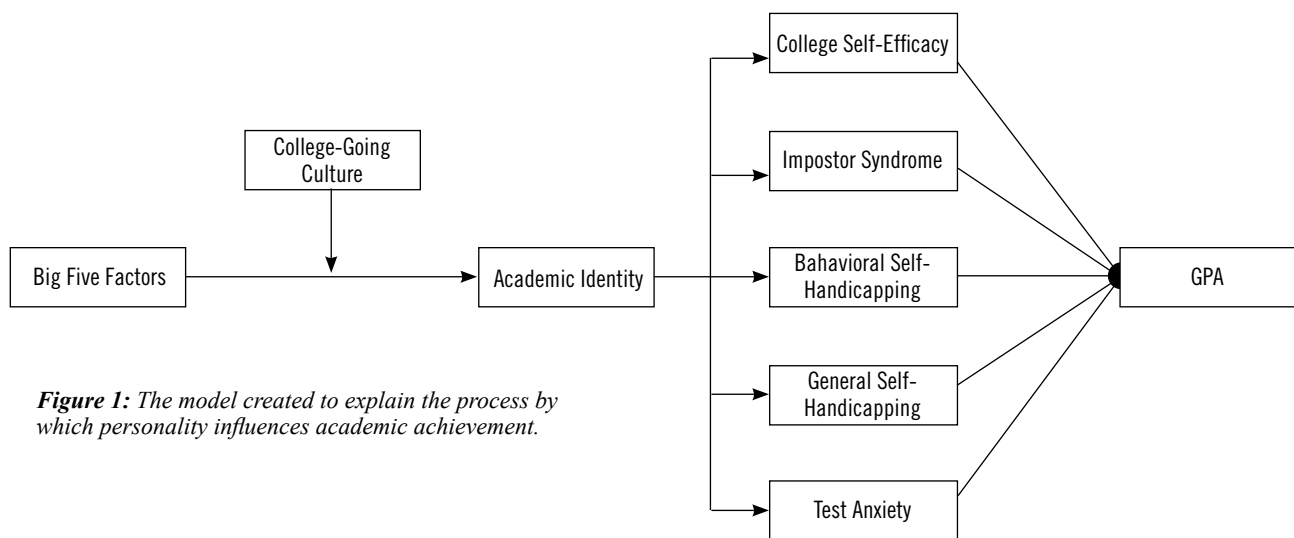 College Self-Efficacy
College-Going
Culture
Impostor Syndrome
Big Five Factors
Academic Identity
Bahavioral Self-
Handicapping
GPA
General Self-
Handicapping
Figure 1: The model created to explain the process by
which personality influences academic achievement.
Test Anxiety